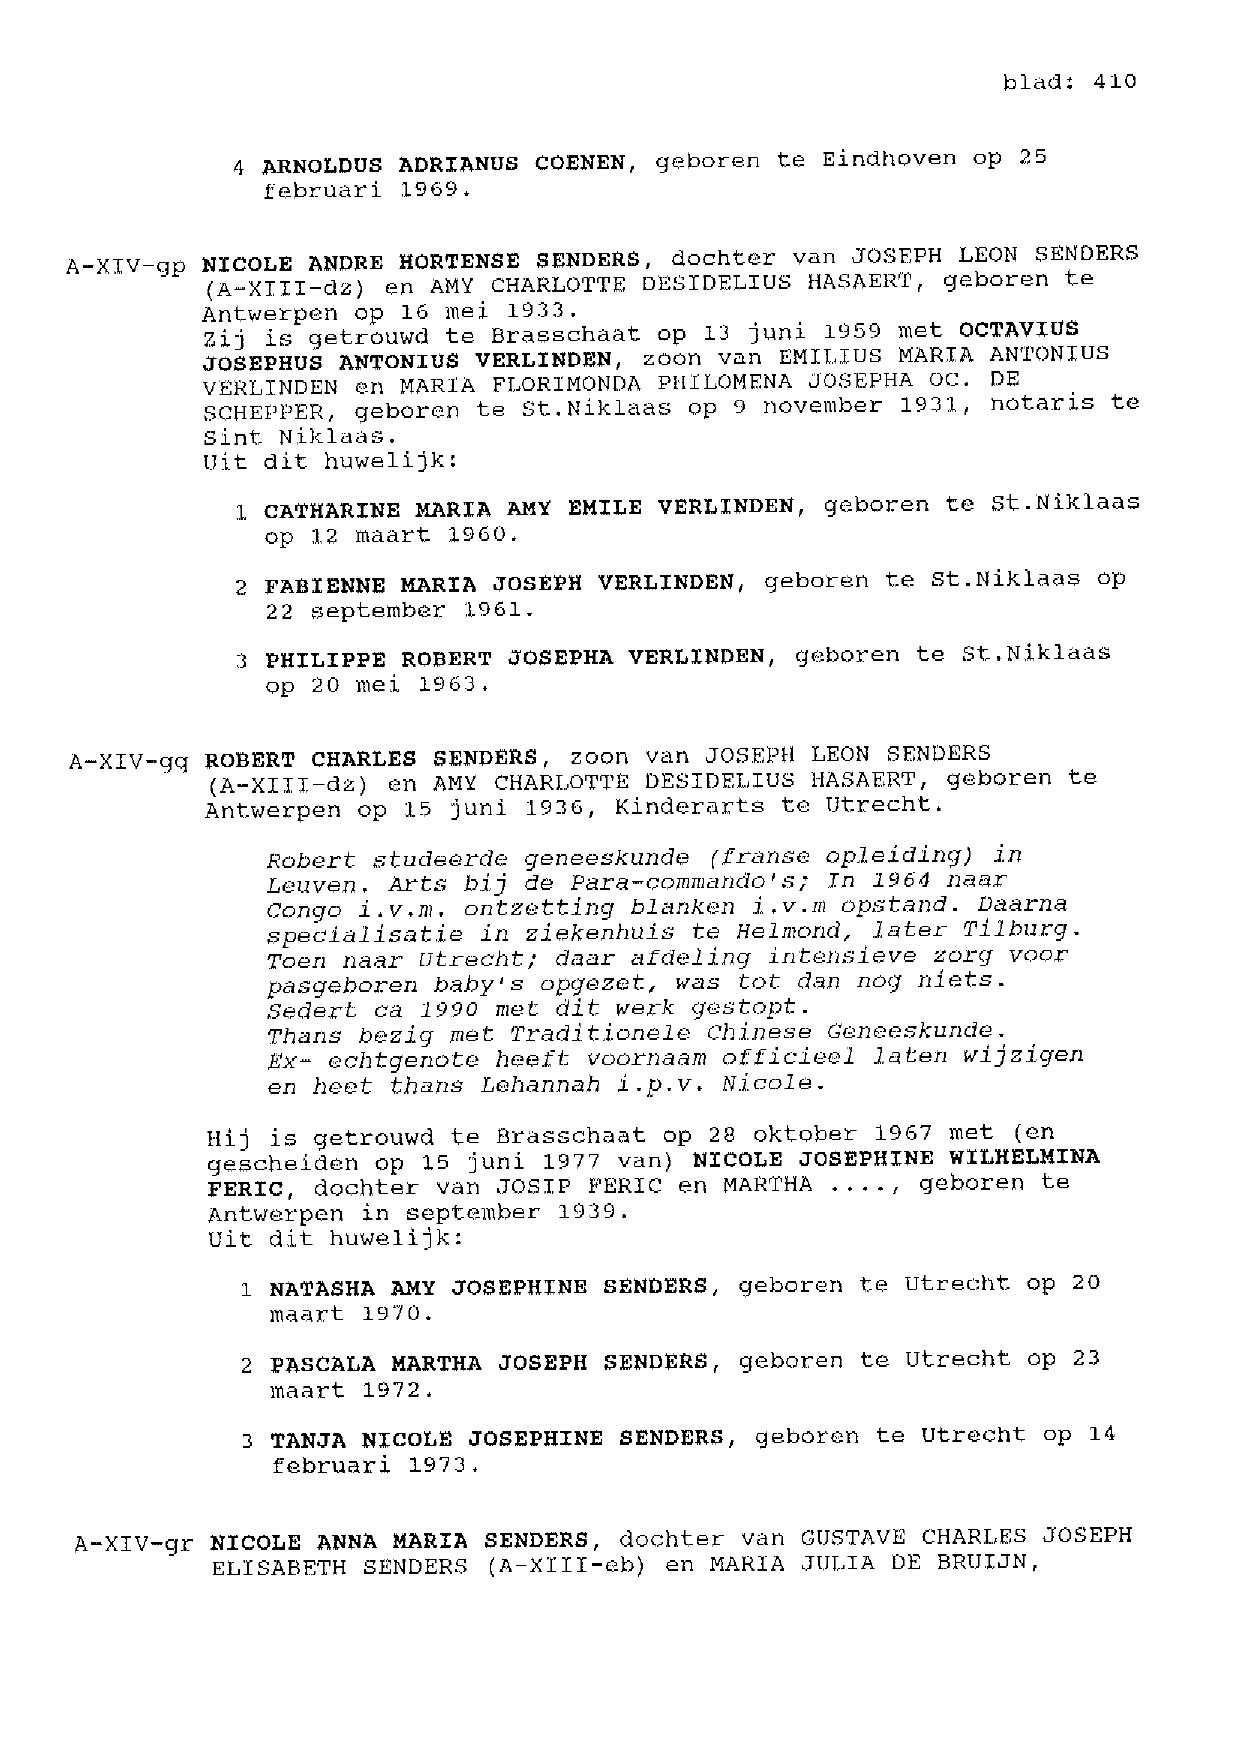 blad: 410
4 ARNOLDUS ADRIANUS COENEN, geboren te Eindhoven op 25
februari 1969.
A-XIV-gp NICOLE ANDRE HORTENSE SENDERS, dochter van JOSEPH LEON SENDERS
(A-XIII-dz) en AMY CHARLOTTE DESIDELIUS HASAERT, geboren te
Antwerpen op 16 mei 1933.
Zij is getrouwd te Brasschaat op 13 juni 1959 met OCTAVIUS
JOSEPHUS ANTONIUS VERLINDEN, zoon van EMILIUS MARIA ANTONIUS
VERLINDEN en MARIA FLORIMONDA PHILOMENA JOSEPHA OC. DE
SCHEPPER, geboren te St.Niklaas op 9 november 1931, notaris te
Sint Niklaas.
Uit dit huwelijk:
1 CATHARINE MARIA AMY EMILE VERLINDEN, geboren te St.Niklaas
op 12 maart 1960.
2 FABIENNE MARIA JOSEPH VERLINDEN, geboren te St.Niklaas op
22 september 1961.
3 PHILIPPE ROBERT JOSEPHA VERLINDEN, geboren te St.Niklaas
op 20 mei 1963.
A-XIV-gq ROBERT CHARLES SENDERS, zoon van JOSEPH LEON SENDERS
(A-XIII-dz) en AMY CHARLOTTE DESIDELIUS HASAERT, geboren te
Antwerpen op 15 juni 1936, Kinderarts te Utrecht.
Robert studeerde geneeskunde (franse opleiding) in
Leuven. Arts bij de Para-commando's; In 1964 naar
Congo i.v.m. ontzetting blanken i.v.m opstand. Daarna
specialisatie in ziekenhuis te Helmond, later Tilburg.
Toen naar Utrecht; daar afdeling intensieve zorg voor
pasgeboren baby's opgezet, was tot dan nog niets.
Sedert ca 1990 met dit werk gestopt.
Thans bezig met Traditionele Chinese Geneeskunde.
Ex- echtgenote heeft voornaam officieel laten wijzigen
en heet thans Lehannah i.p.v. Nicole.
Hij is getrouwd te Brasschaat op 28 oktober 1967 met (en
gescheiden op 15 juni 1977 van) NICOLE JOSEPHINE WILHELMINA
FERIC, dochter van JOSIP FERIC en MARTHA ...., geboren te
Antwerpen in september 1939.
Uit dit huwelijk:
1 NATASHA AMY JOSEPHINE SENDERS, geboren te Utrecht op 20
maart 1970.
2 PASCALA MARTHA JOSEPH SENDERS, geboren te Utrecht op 23
maart 1972.
3 TANJA NICOLE JOSEPHINE SENDERS, geboren te Utrecht op 14
februari 1973.
A-XIV-gr NICOLE ANNA MARIA SENDERS, dochter van GUSTAVE CHARLES JOSEPH
ELISABETH SENDERS (A-XIII-eb) en MARIA JULIA DE BRUIJN,